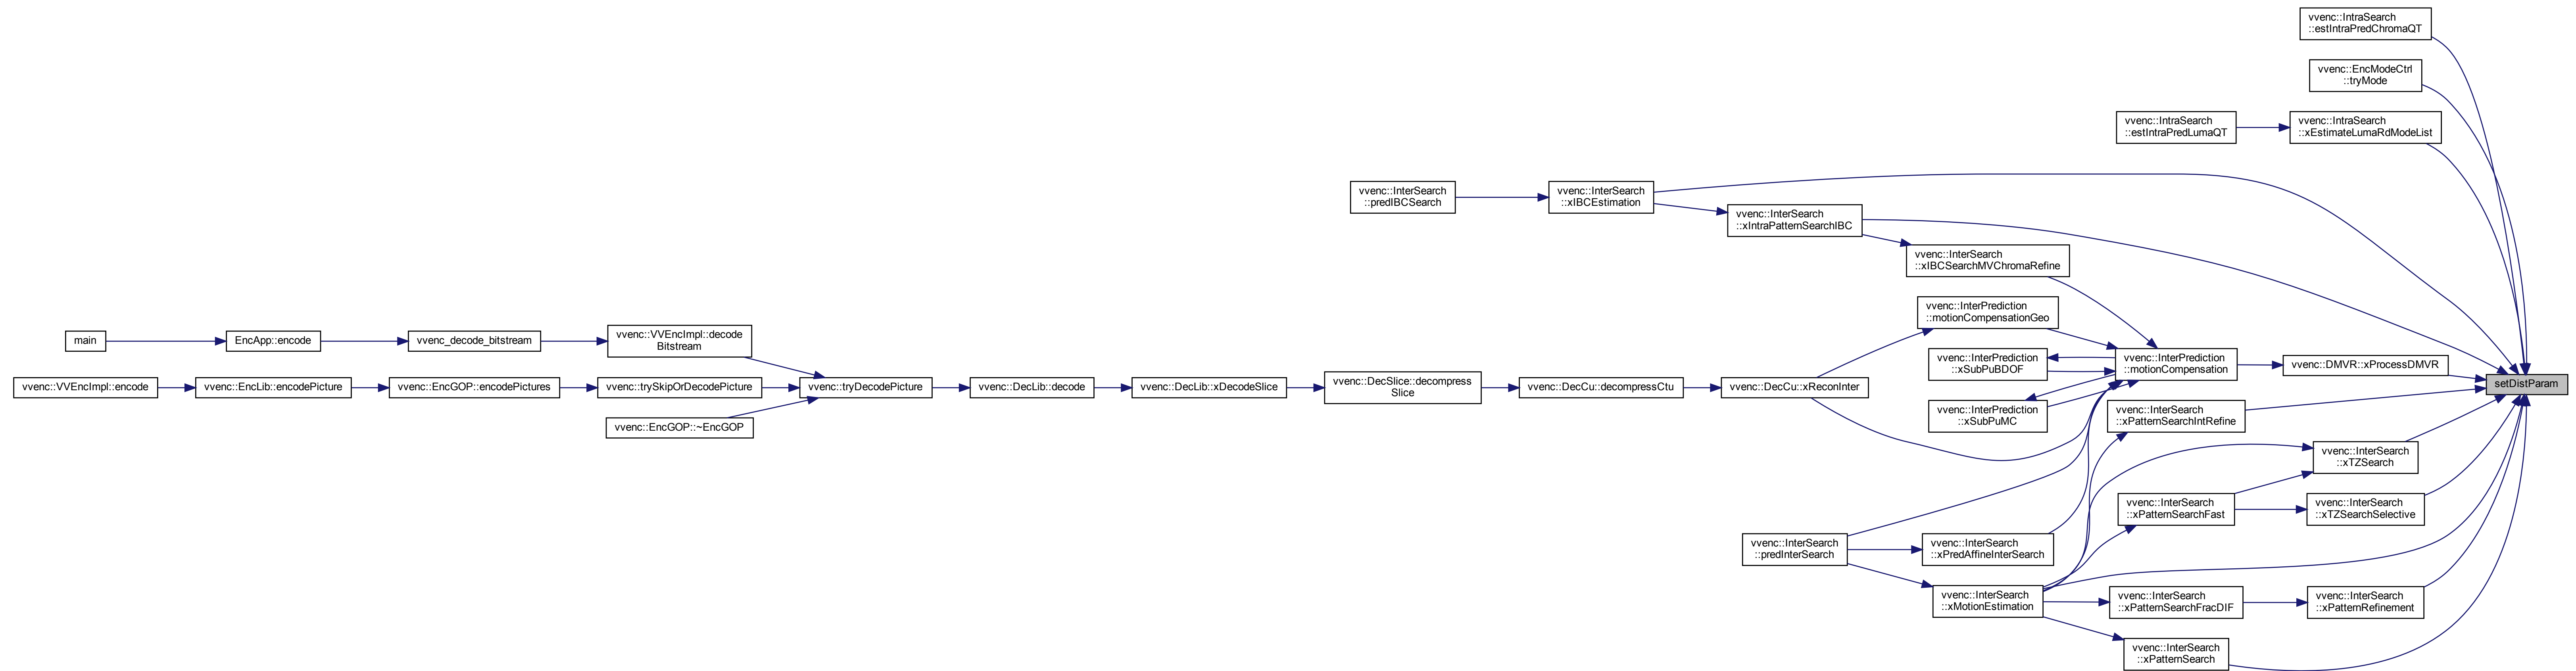 vvenc::IntraSearch
::estIntraPredChromaQT
vvenc::EncModeCtrl
::tryMode
vvenc::IntraSearch
::estIntraPredLumaQT
vvenc::IntraSearch
::xEstimateLumaRdModeList
vvenc::InterSearch
::predIBCSearch
vvenc::InterSearch
::xIBCEstimation
vvenc::InterSearch
::xIntraPatternSearchIBC
vvenc::InterSearch
::xIBCSearchMVChromaRefine
vvenc::InterPrediction
::motionCompensationGeo
main
EncApp::encode
vvenc_decode_bitstream
vvenc::VVEncImpl::decode
Bitstream
vvenc::InterPrediction
::xSubPuBDOF
vvenc::InterPrediction
::motionCompensation
vvenc::DMVR::xProcessDMVR
setDistParam
vvenc::VVEncImpl::encode
vvenc::EncLib::encodePicture
vvenc::EncGOP::encodePictures
vvenc::trySkipOrDecodePicture
vvenc::tryDecodePicture
vvenc::DecLib::decode
vvenc::DecLib::xDecodeSlice
vvenc::DecSlice::decompress
Slice
vvenc::DecCu::decompressCtu
vvenc::DecCu::xReconInter
vvenc::InterPrediction
::xSubPuMC
vvenc::InterSearch
::xPatternSearchIntRefine
vvenc::EncGOP::~EncGOP
vvenc::InterSearch
::xTZSearch
vvenc::InterSearch
::xPatternSearchFast
vvenc::InterSearch
::xTZSearchSelective
vvenc::InterSearch
::predInterSearch
vvenc::InterSearch
::xPredAffineInterSearch
vvenc::InterSearch
::xMotionEstimation
vvenc::InterSearch
::xPatternSearchFracDIF
vvenc::InterSearch
::xPatternRefinement
vvenc::InterSearch
::xPatternSearch